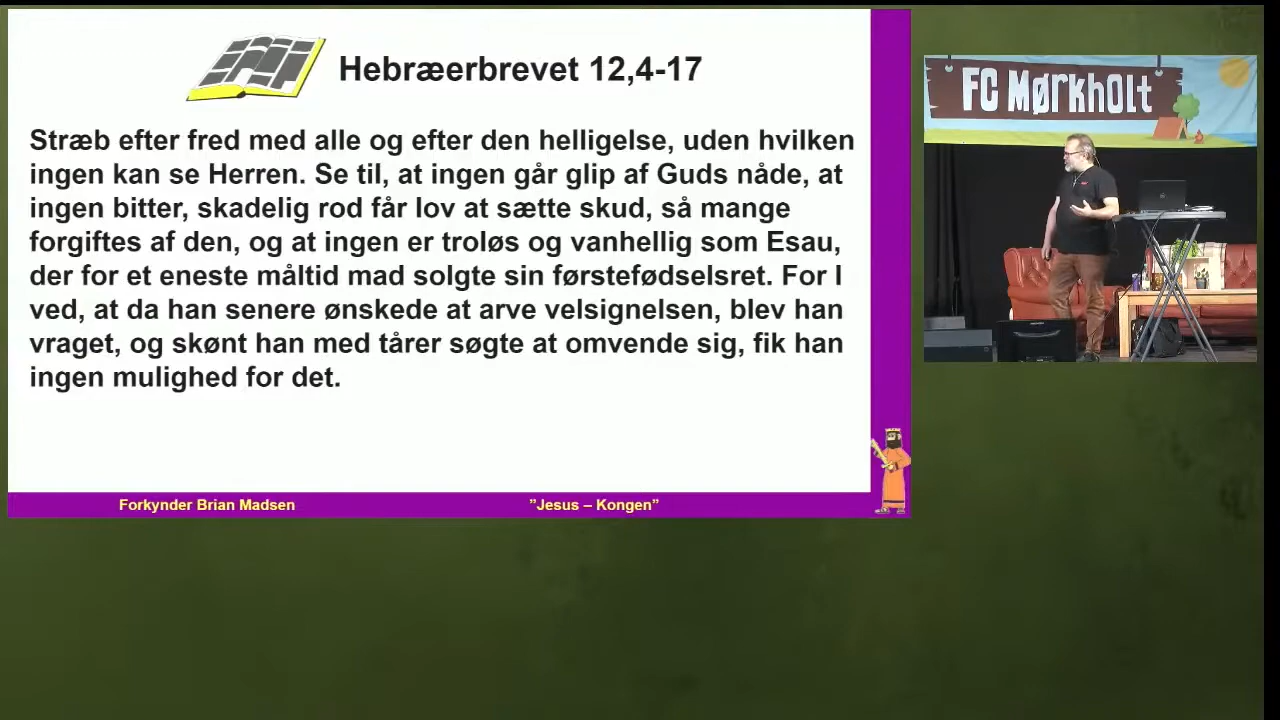 Hebræerbrevet 12,4-17
Stræb efter fred med alle og efter den helligelse, uden hvilken
ingen kan se Herren. Se til, at ingen går glip af Guds nåde, at
ingen bitter, skadelig rod får lov at sætte skud, så mange
forgiftes af den, og at ingen er troløs og vanhellig som Esau,
der for et eneste måltid mad solgte sin førstefødselsret. For I
ved, at da han senere ønskede at arve velsignelsen, blev han
vraget, og skønt han med tårer søgte at omvende sig, fik han
ingen mulighed for det.
Forkynder Brian Madsen
”Jesus – Kongen”
FC MØRKHOLT